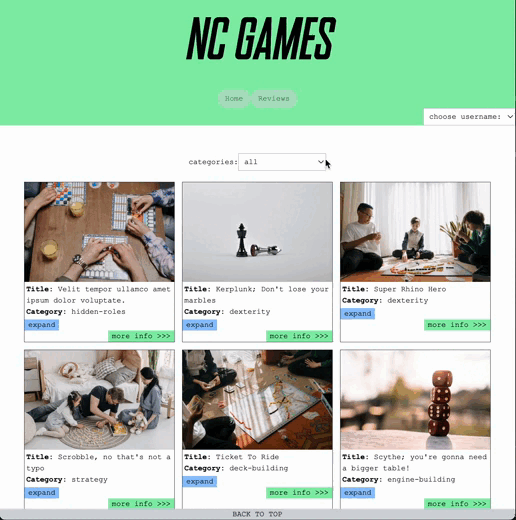 NC GAMES
Home Reviews
choose username:
categories: all
Title: Velit tempor ullamco amet
ipsum dolor voluptate.
Category: hidden-roles
expand
more info >>>
Title: Kerplunk; Don't lose your
marbles
Category: dexterity
expand
more info >>>
Title: Super Rhino Hero
Category: dexterity
expand
more info >>>
Title: Scrobble, no that's not a
typo
Category: strategy
expand
more info >>>
Title: Ticket To Ride
Category: deck-building
expand
more info >>>
Title: Scythe; you're gonna need
a bigger table!
Category: engine-building
expand
more info >>>
BACK TO TOP